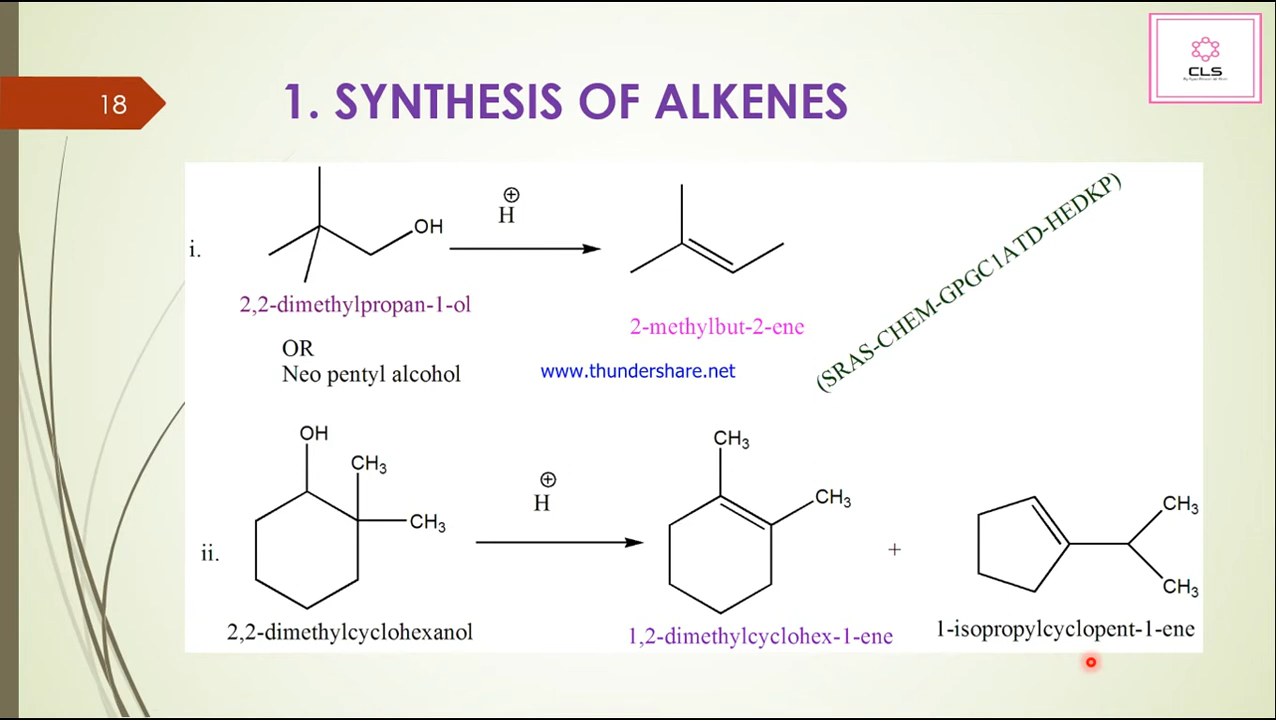 18
1. SYNTHESIS OF ALKENES
CLS
H
OH
i.
2,2-dimethylpropan-1-ol
2-methylbut-2-ene
OR
Neo pentyl alcohol
www.thundershare.net
(SRAS-CHEM-GPGC1ATD-HEDKP)
OH
CH3
CH3
H
CH3
CH3
+
CH3
CH3
ii.
2,2-dimethylcyclohexanol
1,2-dimethylcyclohex-1-ene
1-isopropylcyclopent-1-ene